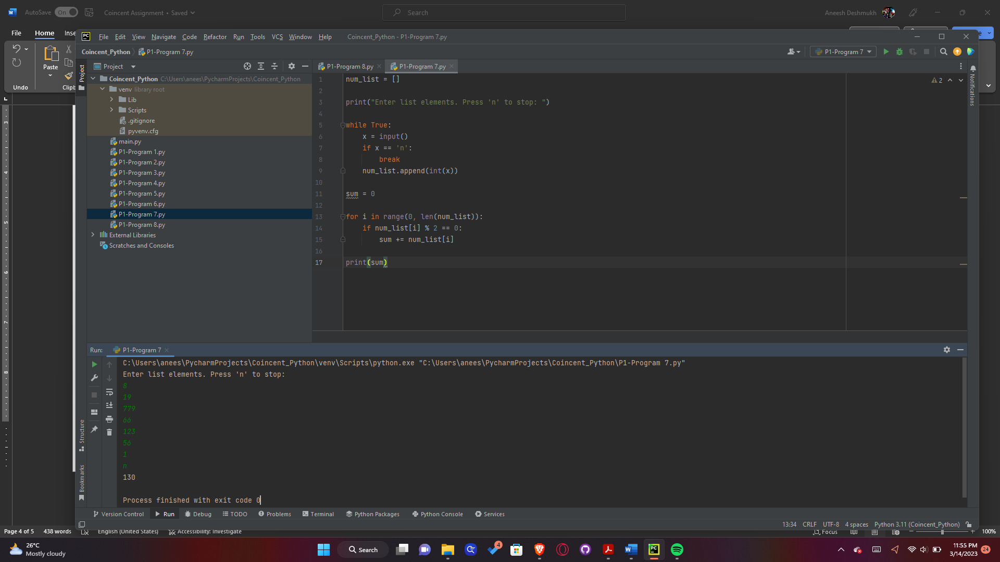 AutoSave On Coincent Assignment • Saved Search Aneesh Deshmukh
File Home Inse
Paste
Undo Clipb
PC File Edit View Navigate Code Refactor Run Tools VCS Window Help Coincent_Python - P1-Program 7.py
Coincent_Python P1-Program 7.py P1-Program 7
Project
Project
Coincent_Python C:\Users\anees\PycharmProjects\Coincent_Python
venv library root
Lib
Scripts
.gitignore
pyvenv.cfg
main.py
P1-Program 1.py
P1-Program 2.py
P1-Program 3.py
P1-Program 4.py
P1-Program 5.py
P1-Program 6.py
P1-Program 7.py
P1-Program 8.py
External Libraries
Scratches and Consoles
P1-Program 8.py P1-Program 7.py
2
Notifications
1 num_list = []
2
3 print("Enter list elements. Press 'n' to stop: ")
4
5 while True:
6 x = input()
7 if x == 'n':
8 break
9 num_list.append(int(x))
10
11 sum = 0
12
13 for i in range(0, len(num_list)):
14 if num_list[i] % 2 == 0:
15 sum += num_list[i]
16
17 print(sum)
Run: P1-Program 7
C:\Users\anees\PycharmProjects\Coincent_Python\venv\Scripts\python.exe "C:\Users\anees\PycharmProjects\Coincent_Python\P1-Program 7.py"
Enter list elements. Press 'n' to stop:
8
19
779
66
123
56
1
n
130
Process finished with exit code 0
Structure
Bookmarks
Version Control Run Debug TODO Problems Terminal Python Packages Python Console Services
13:34 CRLF UTF-8 4 spaces Python 3.11 (Coincent_Python)
Page 4 of 5 438 words English (United States) Accessibility: Investigate Focus 100%
26°C
Mostly cloudy
Search
4
PC
11:55 PM
3/14/2023
24